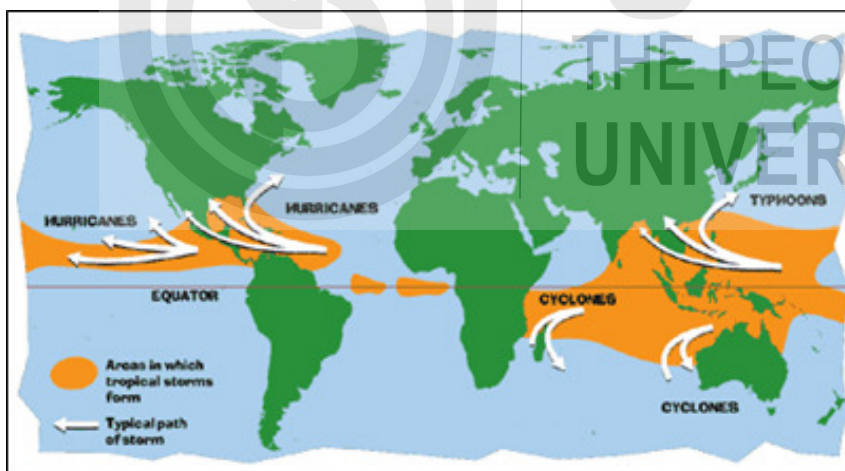 THE PEO
UNIVER
HURRICANES
HURRICANES
TYPHOONS
EQUATOR
CYCLONES
Areas in which
tropical storms
form
Typical path
of storm
CYCLONES